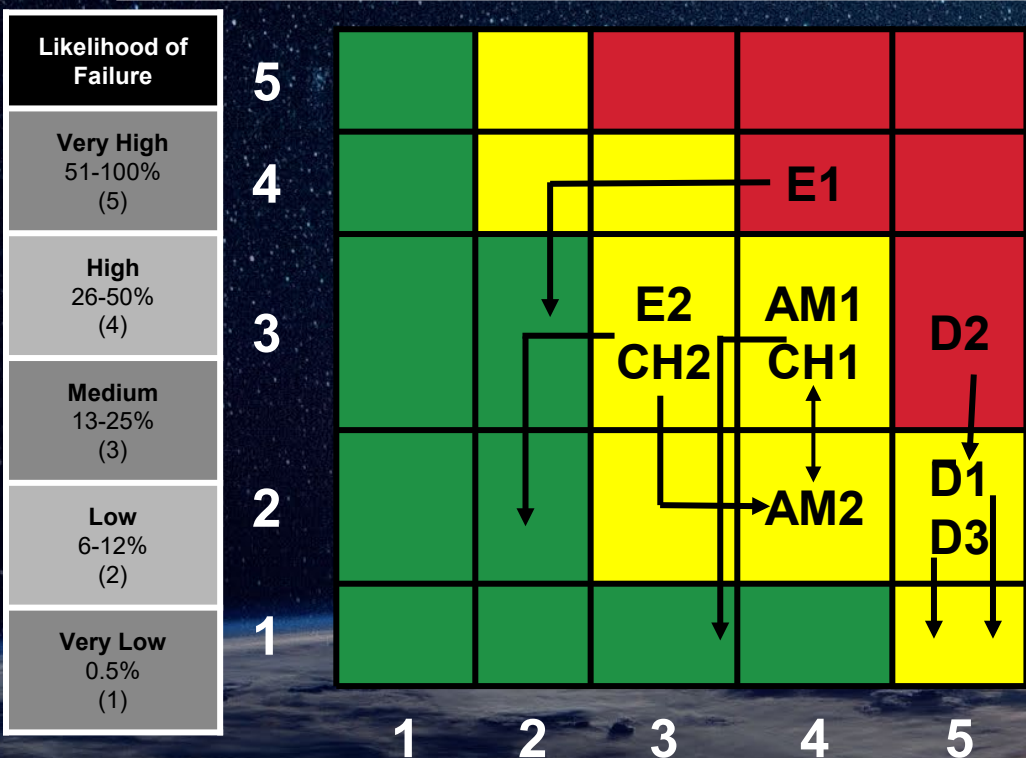 Likelihood of
Failure
Very High
51-100%
(5)
High
26-50%
(4)
Medium
13-25%
(3)
Low
6-12%
(2)
Very Low
0.5%
(1)
5
4
E1
3
E2
CH2
AM1
CH1
D2
2
AM2
D1
D3
1
1 2 3 4 5